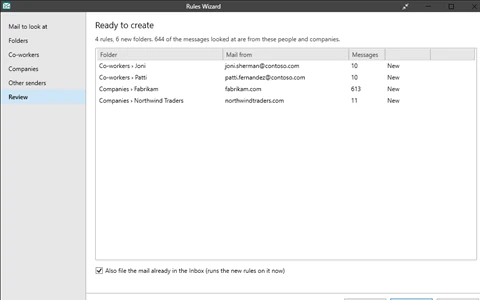 Rules Wizard
Mail to look at
Folders
Co-workers
Companies
Other senders
Review
Ready to create
4 rules, 6 new folders. 644 of the messages looked at are from these people and companies.
Folder Mail from Messages
Co-workers › Joni joni.sherman@contoso.com 10 New
Co-workers › Patti patti.fernandez@contoso.com 10 New
Companies › Fabrikam fabrikam.com 613 New
Companies › Northwind Traders northwindtraders.com 11 New
Also file the mail already in the Inbox (runs the new rules on it now)